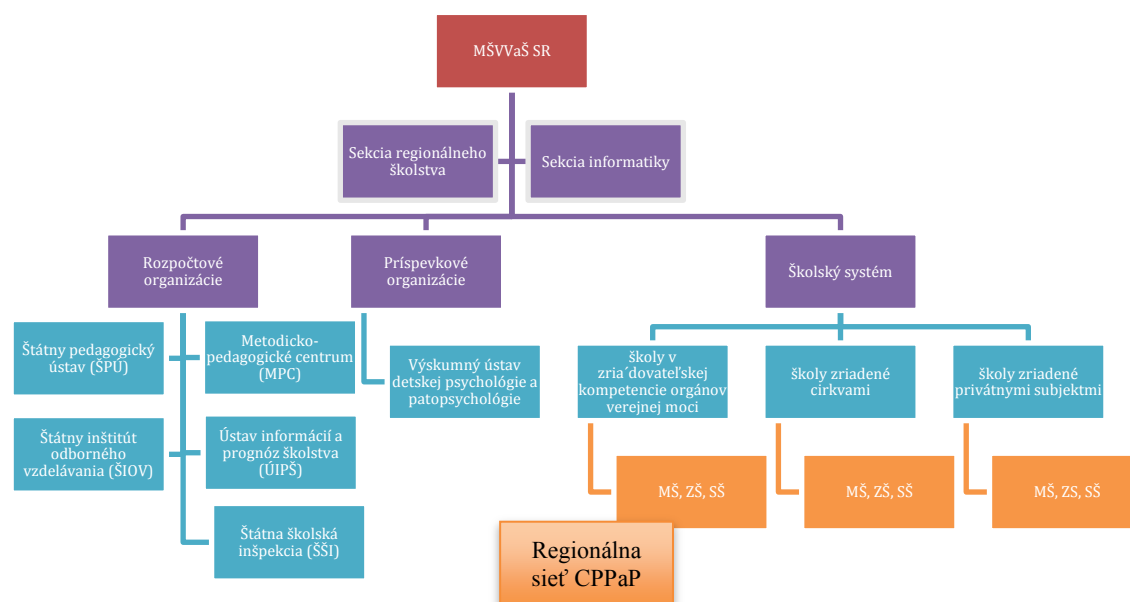 MŠVVaŠ SR
Sekcia regionálneho
školstva
Sekcia informatiky
Rozpočtové
organizácie
Príspevkové
organizácie
Školský systém
Štátny pedagogický
ústav (ŠPÚ)
Metodicko-
pedagogické centrum
(MPC)
Štátny inštitút
odborného
vzdelávania (ŠIOV)
Ústav informácií a
prognóz školstva
(ÚIPŠ)
Štátna školská
inšpekcia (ŠŠI)
Výskumný ústav
detskej psychológie a
patopsychológie
školy v
zria´dovateľskej
kompetencie orgánov
verejnej moci
školy zriadené
cirkvami
školy zriadené
privátnymi subjektmi
MŠ, ZŠ, SŠ
MŠ, ZŠ, SŠ
MŠ, ZS, SŠ
Regionálna
sieť CPPaP